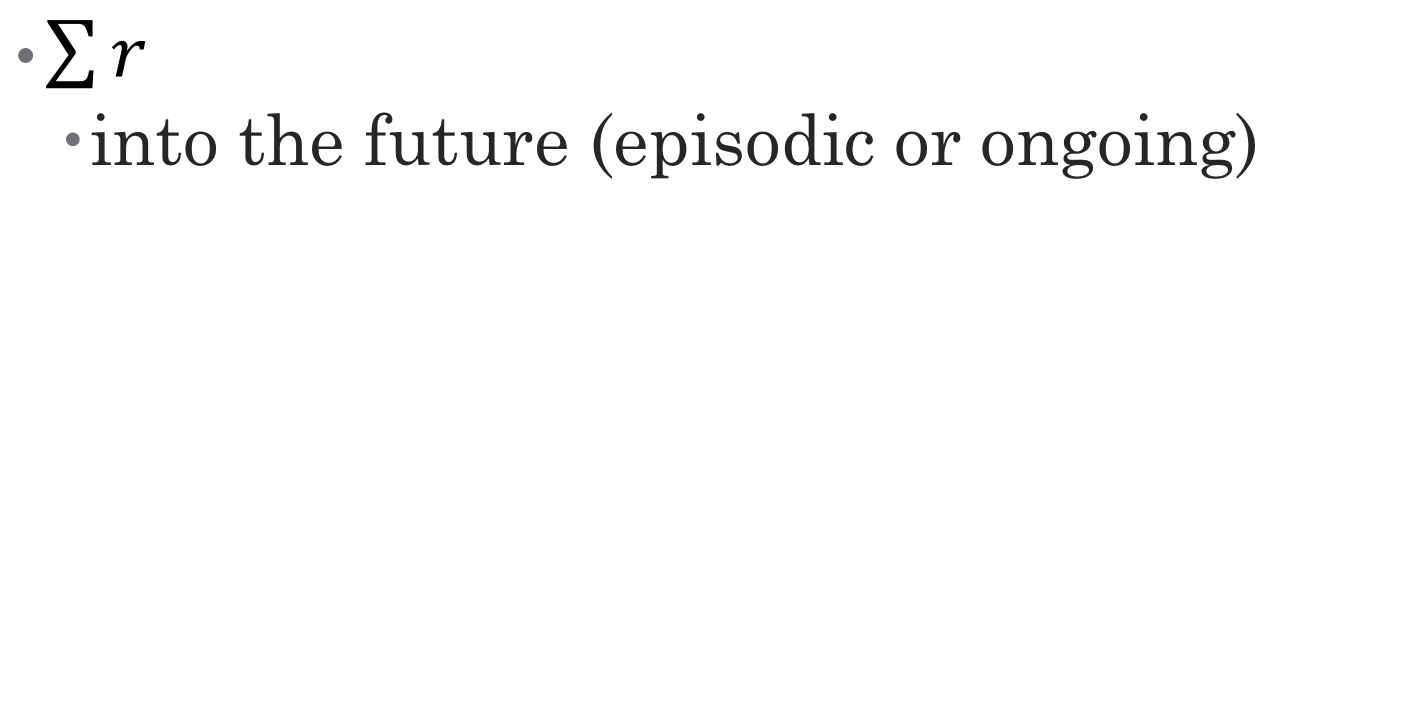 • ∑ r
• into the future (episodic or ongoing)